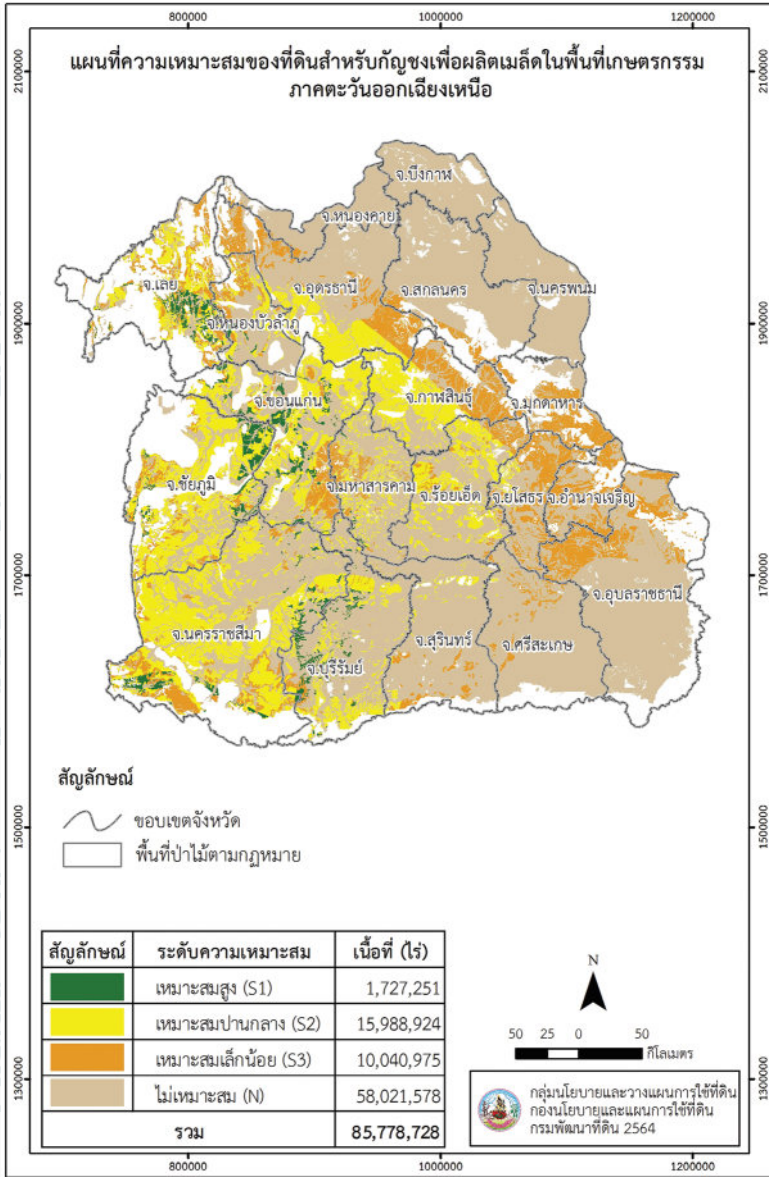 800000 1000000 1200000
แผนที่ความเหมาะสมของที่ดินสำหรับกัญชงเพื่อผลิตเมล็ดในพื้นที่เกษตรกรรม
ภาคตะวันออกเฉียงเหนือ
2100000 2100000
จ.บึงกาฬ
จ.หนองคาย
จ.เลย จ.อุดรธานี จ.สกลนคร จ.นครพนม
1900000 1900000
จ.หนองบัวลำภู
จ.ขอนแก่น จ.กาฬสินธุ์ จ.มุกดาหาร
จ.ชัยภูมิ จ.มหาสารคาม จ.ร้อยเอ็ด จ.ยโสธร จ.อำนาจเจริญ
1700000 1700000
จ.อุบลราชธานี
จ.นครราชสีมา จ.บุรีรัมย์ จ.สุรินทร์ จ.ศรีสะเกษ
สัญลักษณ์
1500000 1500000
ขอบเขตจังหวัด
พื้นที่ป่าไม้ตามกฎหมาย
สัญลักษณ์ ระดับความเหมาะสม เนื้อที่ (ไร่)
เหมาะสมสูง (S1) 1,727,251
เหมาะสมปานกลาง (S2) 15,988,924
เหมาะสมเล็กน้อย (S3) 10,040,975
ไม่เหมาะสม (N) 58,021,578
รวม 85,778,728
N
50 25 0 50
กิโลเมตร
1300000 1300000
กลุ่มนโยบายและวางแผนการใช้ที่ดิน
กองนโยบายและแผนการใช้ที่ดิน
กรมพัฒนาที่ดิน 2564
800000 1000000 1200000